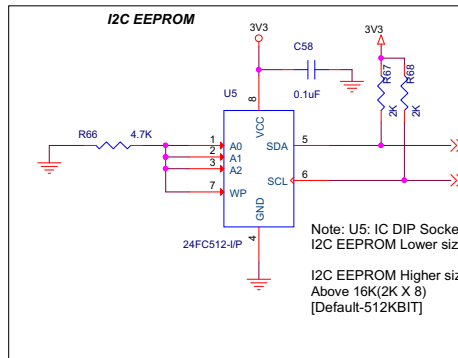 I2C EEPROM
3V3
3V3
C58
0.1uF
R67
2K
R68
2K
U5
8
VCC
R66
4.7K
1
A0
2
A1
3
A2
7
WP
SDA
5
SCL
6
GND
4
24FC512-I/P
Note: U5: IC DIP Socke
I2C EEPROM Lower siz
I2C EEPROM Higher siz
Above 16K(2K X 8)
[Default-512KBIT]